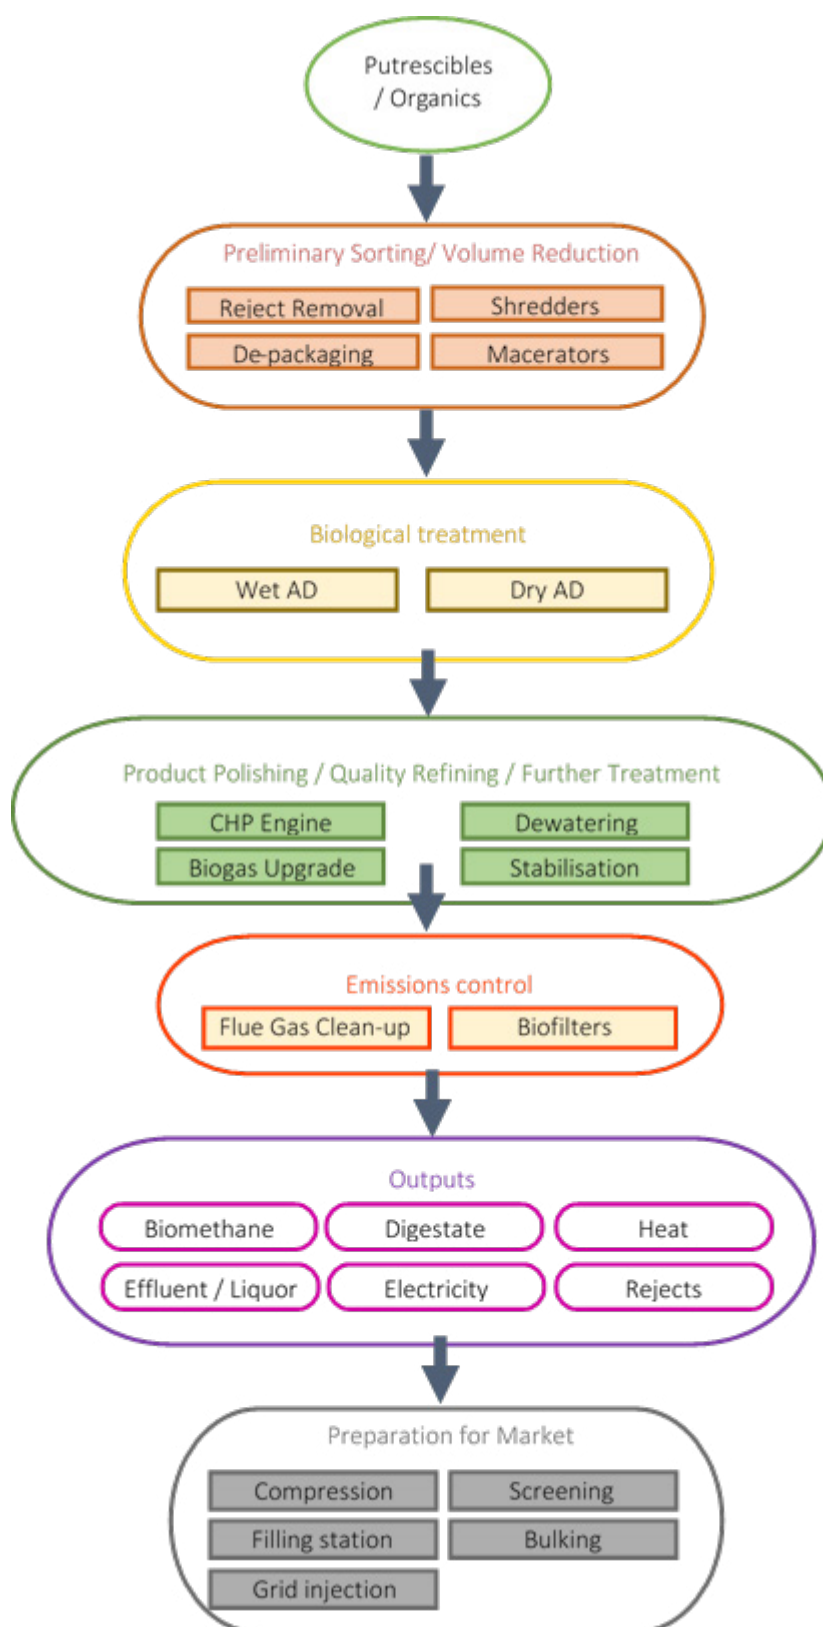 Putrescibles
/ Organics
Preliminary Sorting/ Volume Reduction
Reject Removal
Shredders
De-packaging
Macerators
Biological treatment
Wet AD
Dry AD
Product Polishing / Quality Refining / Further Treatment
CHP Engine
Dewatering
Biogas Upgrade
Stabilisation
Emissions control
Flue Gas Clean-up
Biofilters
Outputs
Biomethane
Digestate
Heat
Effluent / Liquor
Electricity
Rejects
Preparation for Market
Compression
Screening
Filling station
Bulking
Grid injection